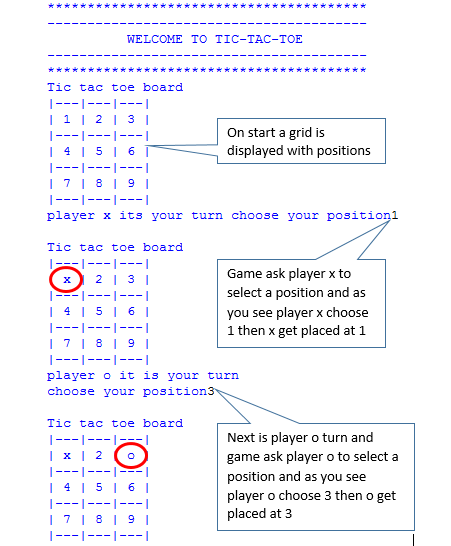 ****************************************
----------------------------------------
WELCOME TO TIC-TAC-TOE
----------------------------------------
****************************************
Tic tac toe board
|---|---|---|
| 1 | 2 | 3 |
|---|---|---|
| 4 | 5 | 6 |
|---|---|---|
| 7 | 8 | 9 |
|---|---|---|
On start a grid is
displayed with positions
player x its your turn choose your position1
Tic tac toe board
|---|---|---|
| x | 2 | 3 |
|---|---|---|
| 4 | 5 | 6 |
|---|---|---|
| 7 | 8 | 9 |
|---|---|---|
Game ask player x to
select a position and as
you see player x choose
1 then x get placed at 1
player o it is your turn
choose your position3
Tic tac toe board
|---|---|---|
| x | 2 | o |
|---|---|---|
| 4 | 5 | 6 |
|---|---|---|
| 7 | 8 | 9 |
|---|---|---|
Next is player o turn and
game ask player o to select a
position and as you see
player o choose 3 then o get
placed at 3